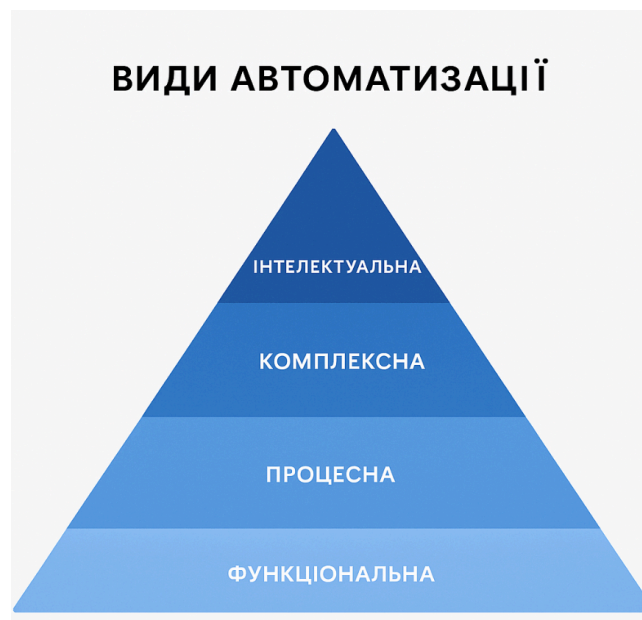 ВИДИ АВТОМАТИЗАЦІЇ
ІНТЕЛЕКТУАЛЬНА
КОМПЛЕКСНА
ПРОЦЕСНА
ФУНКЦІОНАЛЬНА